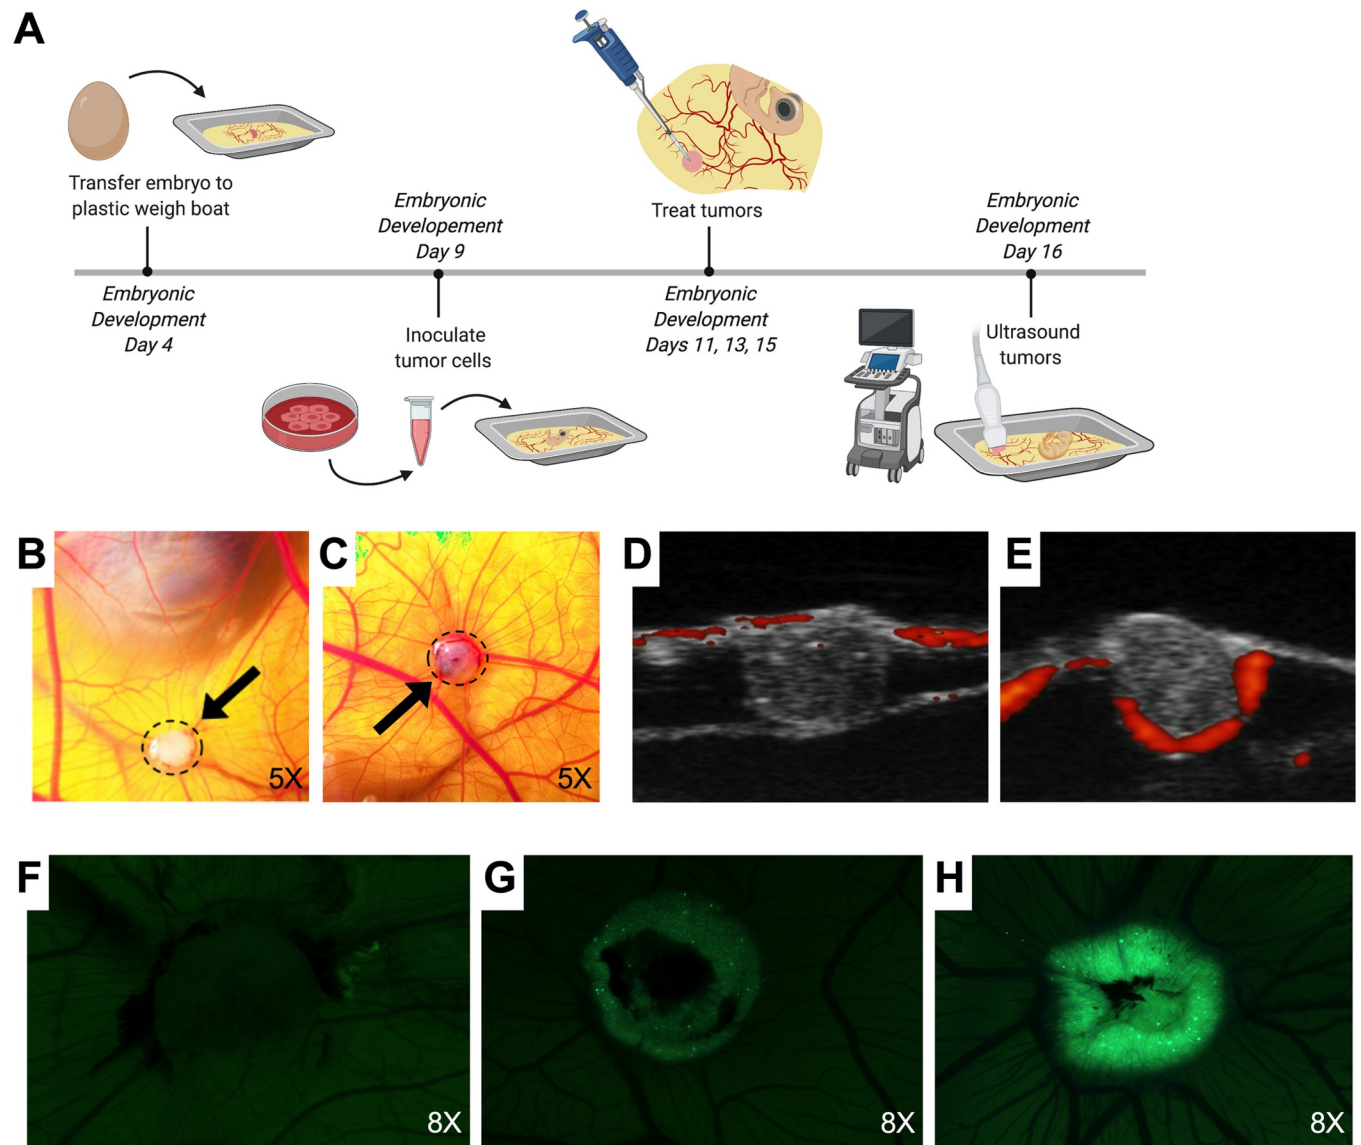 A
Transfer embryo to
plastic weigh boat
Embryonic
Development
Day 4
Embryonic
Developement
Day 9
Inoculate
tumor cells
Treat tumors
Embryonic
Development
Days 11, 13, 15
Embryonic
Development
Day 16
Ultrasound
tumors
B
5X
C
5X
D
E
F
8X
G
8X
H
8X